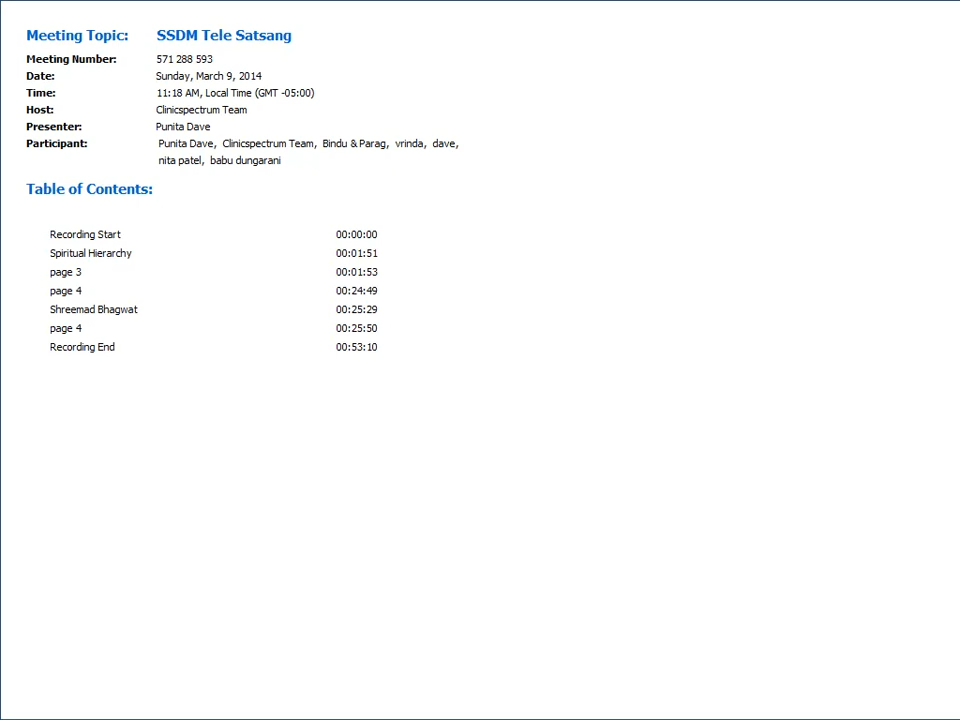 Meeting Topic: SSDM Tele Satsang
Meeting Number: 571 288 593
Date: Sunday, March 9, 2014
Time: 11:18 AM, Local Time (GMT -05:00)
Host: Clinicspectrum Team
Presenter: Punita Dave
Participant: Punita Dave, Clinicspectrum Team, Bindu & Parag, vrinda, dave,
nita patel, babu dungarani
Table of Contents:
Recording Start 00:00:00
Spiritual Hierarchy 00:01:51
page 3 00:01:53
page 4 00:24:49
Shreemad Bhagwat 00:25:29
page 4 00:25:50
Recording End 00:53:10